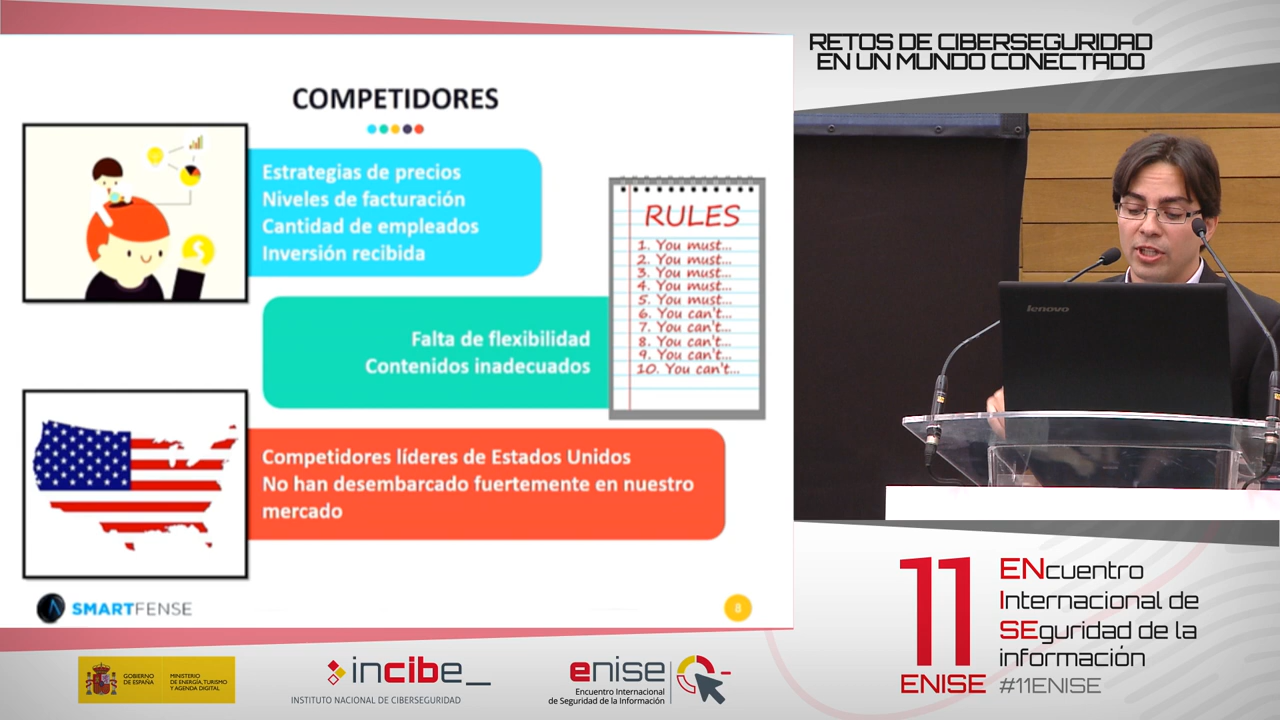 RETOS DE CIBERSEGURIDAD
EN UN MUNDO CONECTADO
COMPETIDORES
Estrategias de precios
Niveles de facturación
Cantidad de empleados
Inversión recibida
RULES
1. You must...
2. You must...
3. You must...
4. You must...
5. You must...
6. You can't...
7. You can't...
8. You can't...
9. You can't...
10. You can't...
Falta de flexibilidad
Contenidos inadecuados
Competidores líderes de Estados Unidos
No han desembarcado fuertemente en nuestro
mercado
SMARTFENSE
8
lenovo
11
ENISE
ENcuentro
Internacional de
SEguridad de la
información
#11ENISE
GOBIERNO
DE ESPAÑA
MINISTERIO
DE ENERGÍA, TURISMO
Y AGENDA DIGITAL
incibe_
INSTITUTO NACIONAL DE CIBERSEGURIDAD
enise
Encuentro Internacional
de Seguridad de la Información